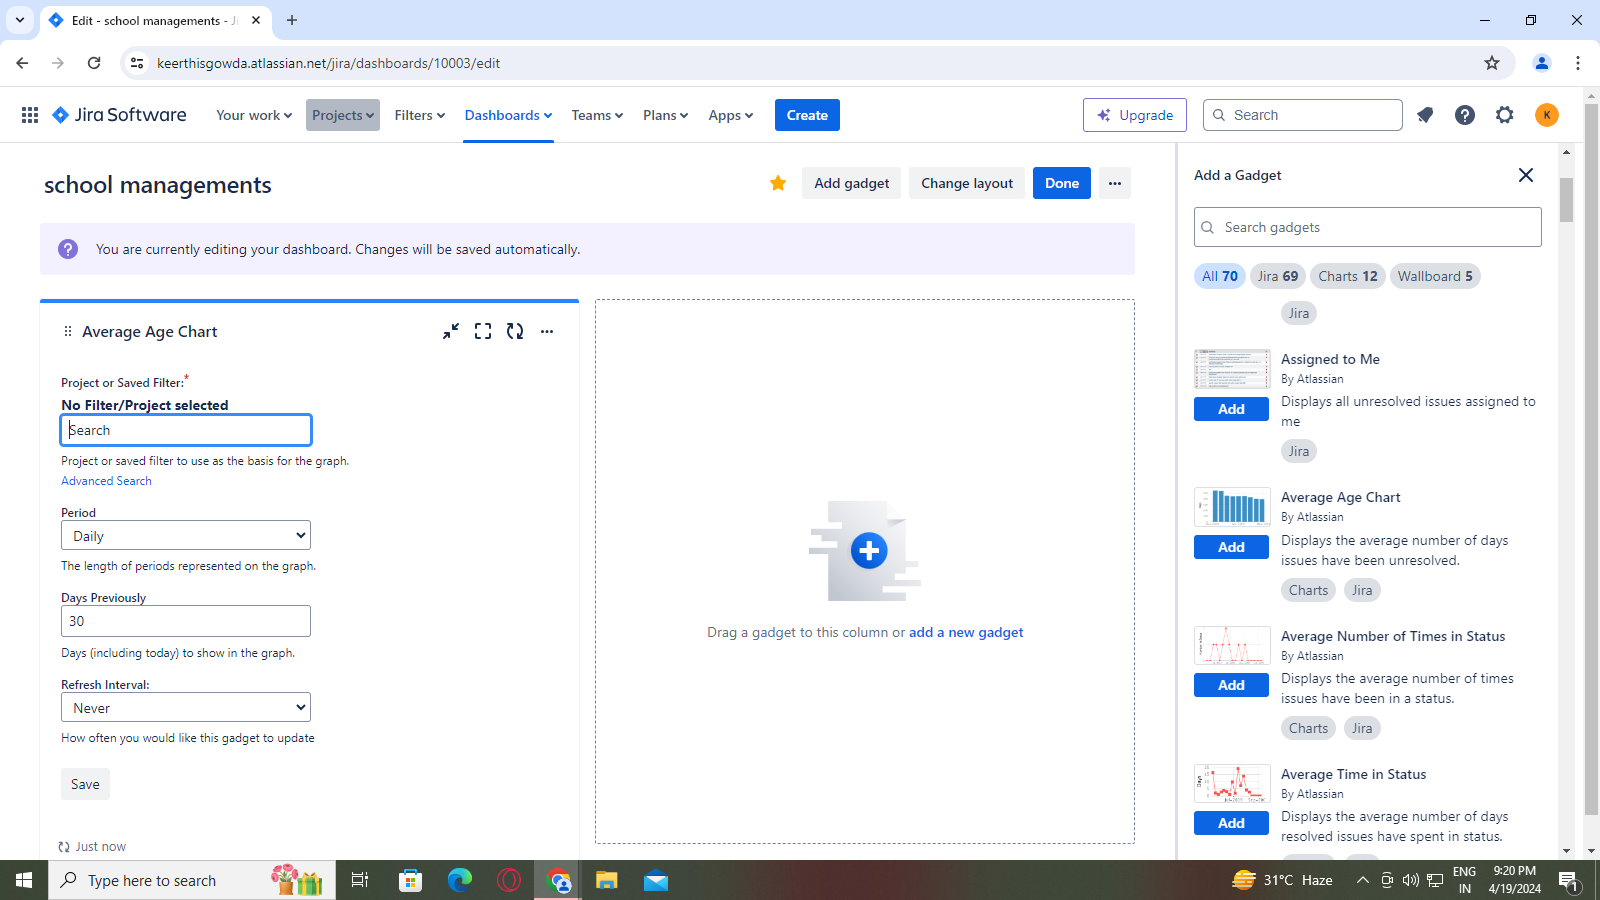 Edit - school managements - Ji
keerthisgowda.atlassian.net/jira/dashboards/10003/edit
Jira Software
Your work
Projects
Filters
Dashboards
Teams
Plans
Apps
Create
Upgrade
Search
K
school managements
Add gadget
Change layout
Done
You are currently editing your dashboard. Changes will be saved automatically.
Average Age Chart
Project or Saved Filter:*
No Filter/Project selected
Search
Project or saved filter to use as the basis for the graph.
Advanced Search
Period
Daily
The length of periods represented on the graph.
Days Previously
30
Days (including today) to show in the graph.
Refresh Interval:
Never
How often you would like this gadget to update
Save
Just now
Drag a gadget to this column or add a new gadget
Add a Gadget
Search gadgets
All 70
Jira 69
Charts 12
Wallboard 5
Jira
Assigned to Me
By Atlassian
Add
Displays all unresolved issues assigned to
me
Jira
Average Age Chart
By Atlassian
Add
Displays the average number of days
issues have been unresolved.
Charts
Jira
Average Number of Times in Status
By Atlassian
Add
Displays the average number of times
issues have been in a status.
Charts
Jira
Average Time in Status
By Atlassian
Add
Displays the average number of days
resolved issues have spent in status.
Type here to search
31°C Haze
ENG
IN
9:20 PM
4/19/2024
1